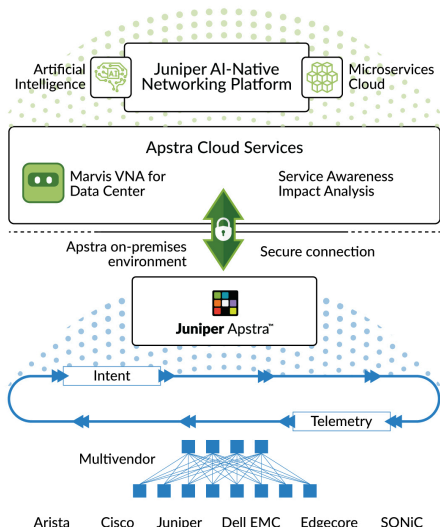 Artificial
Intelligence
AI
Juniper AI-Native
Networking Platform
Microservices
Cloud
Apstra Cloud Services
Marvis VNA for
Data Center
Service Awareness
Impact Analysis
Apstra on-premises
environment
Secure connection
Juniper Apstra™
Intent
Telemetry
Multivendor
Arista Cisco Juniper Dell EMC Edgecore SONiC